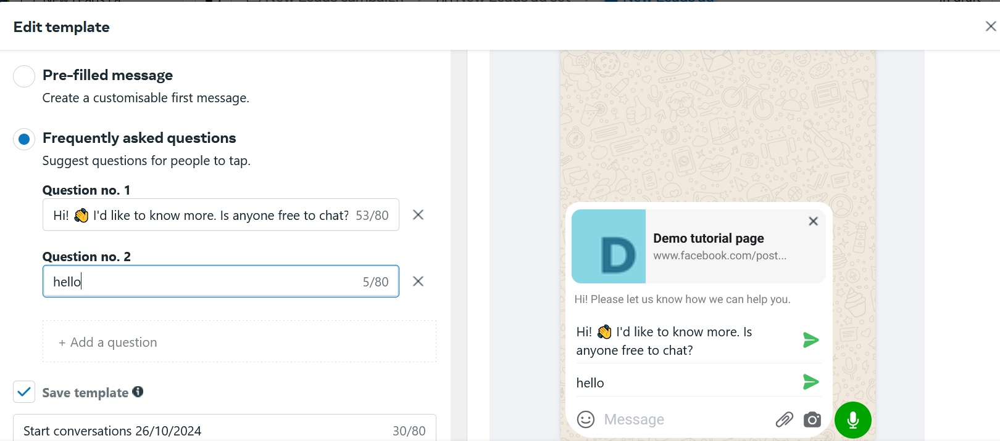 Edit template
Pre-filled message
Create a customisable first message.
Frequently asked questions
Suggest questions for people to tap.
Question no. 1
Hi! 👋 I'd like to know more. Is anyone free to chat? 53/80
Question no. 2
hello 5/80
+ Add a question
Save template
Start conversations 26/10/2024 30/80
D
Demo tutorial page
www.facebook.com/post...
Hi! Please let us know how we can help you.
Hi! 👋 I'd like to know more. Is
anyone free to chat?
hello
Message